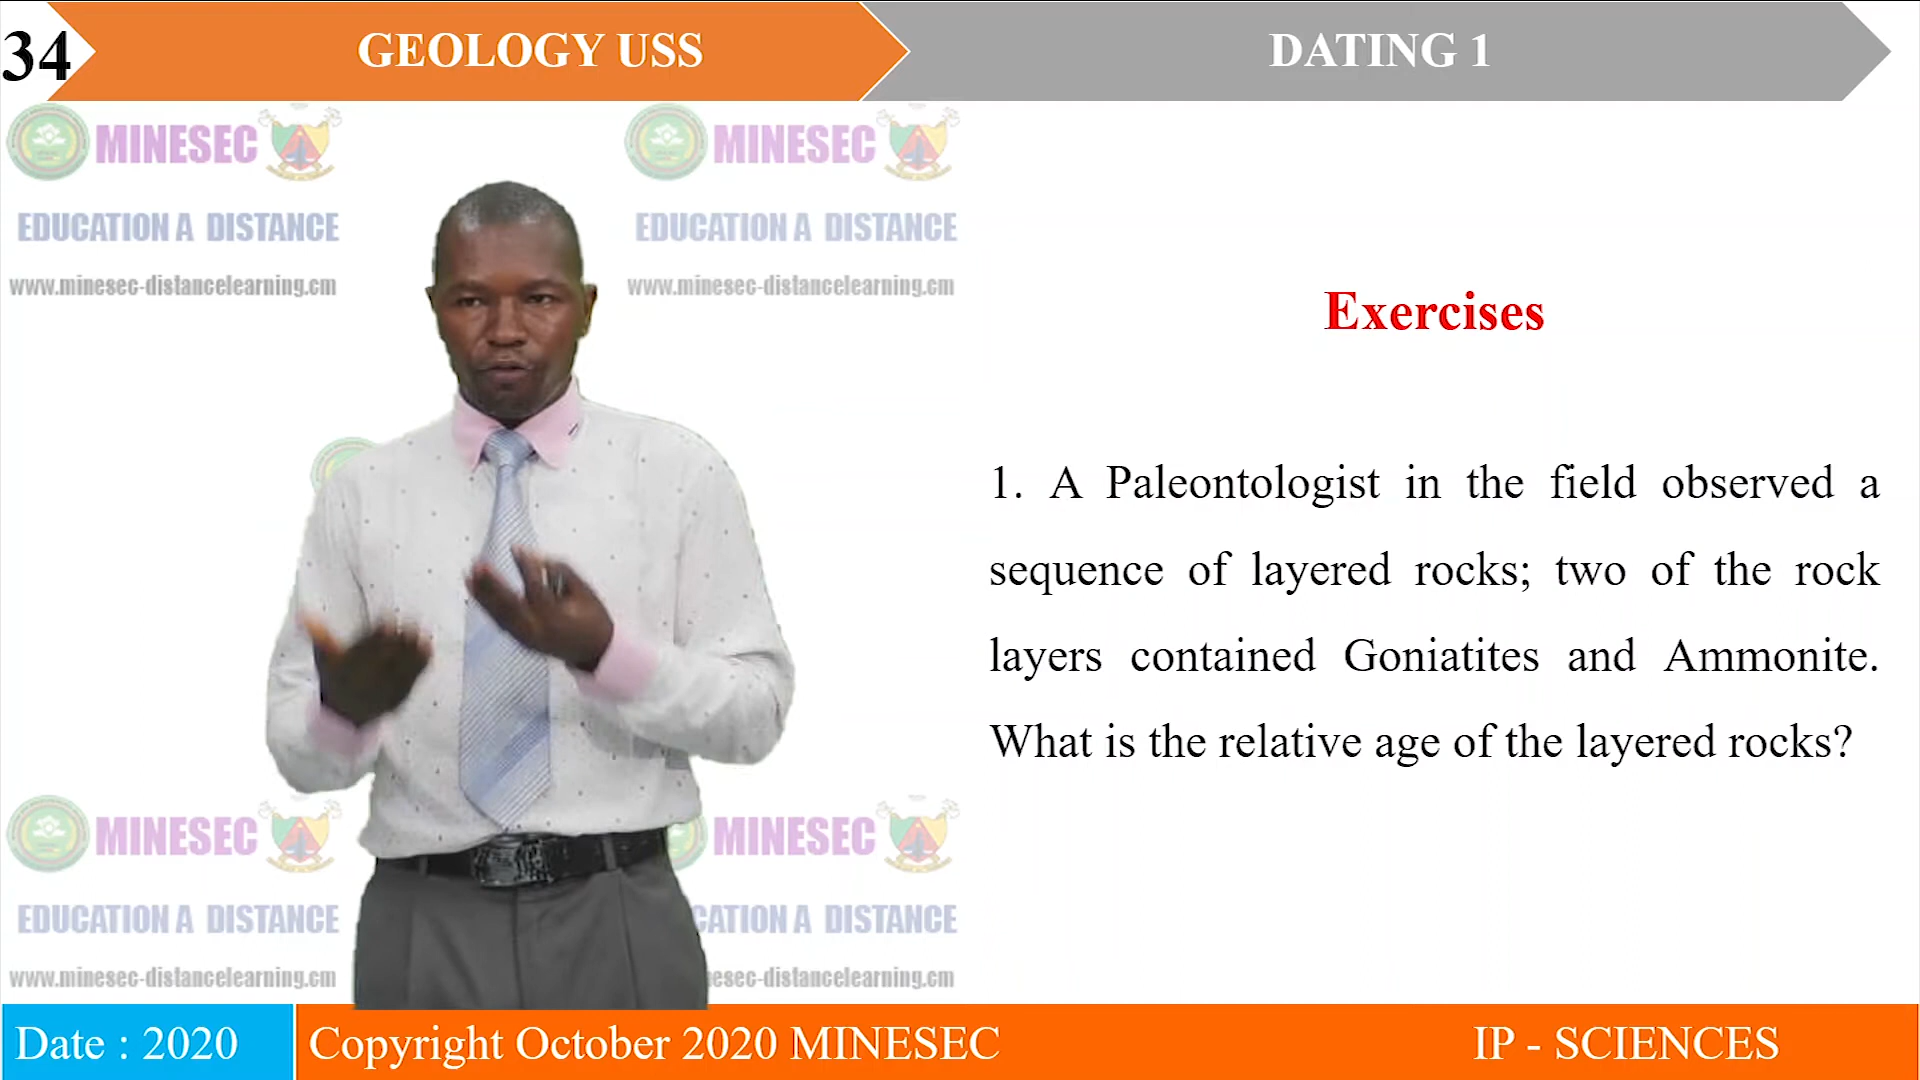 34
GEOLOGY USS
DATING 1
MINESEC
MINESEC
EDUCATION A DISTANCE
EDUCATION A DISTANCE
www.minesec-distancelearning.cm
www.minesec-distancelearning.cm
Exercises
1. A Paleontologist in the field observed a
sequence of layered rocks; two of the rock
layers contained Goniatites and Ammonite.
What is the relative age of the layered rocks?
MINESEC
MINESEC
EDUCATION A DISTANCE
CATION A DISTANCE
www.minesec-distancelearning.cm
esec-distancelearning.cm
Date : 2020
Copyright October 2020 MINESEC
IP - SCIENCES